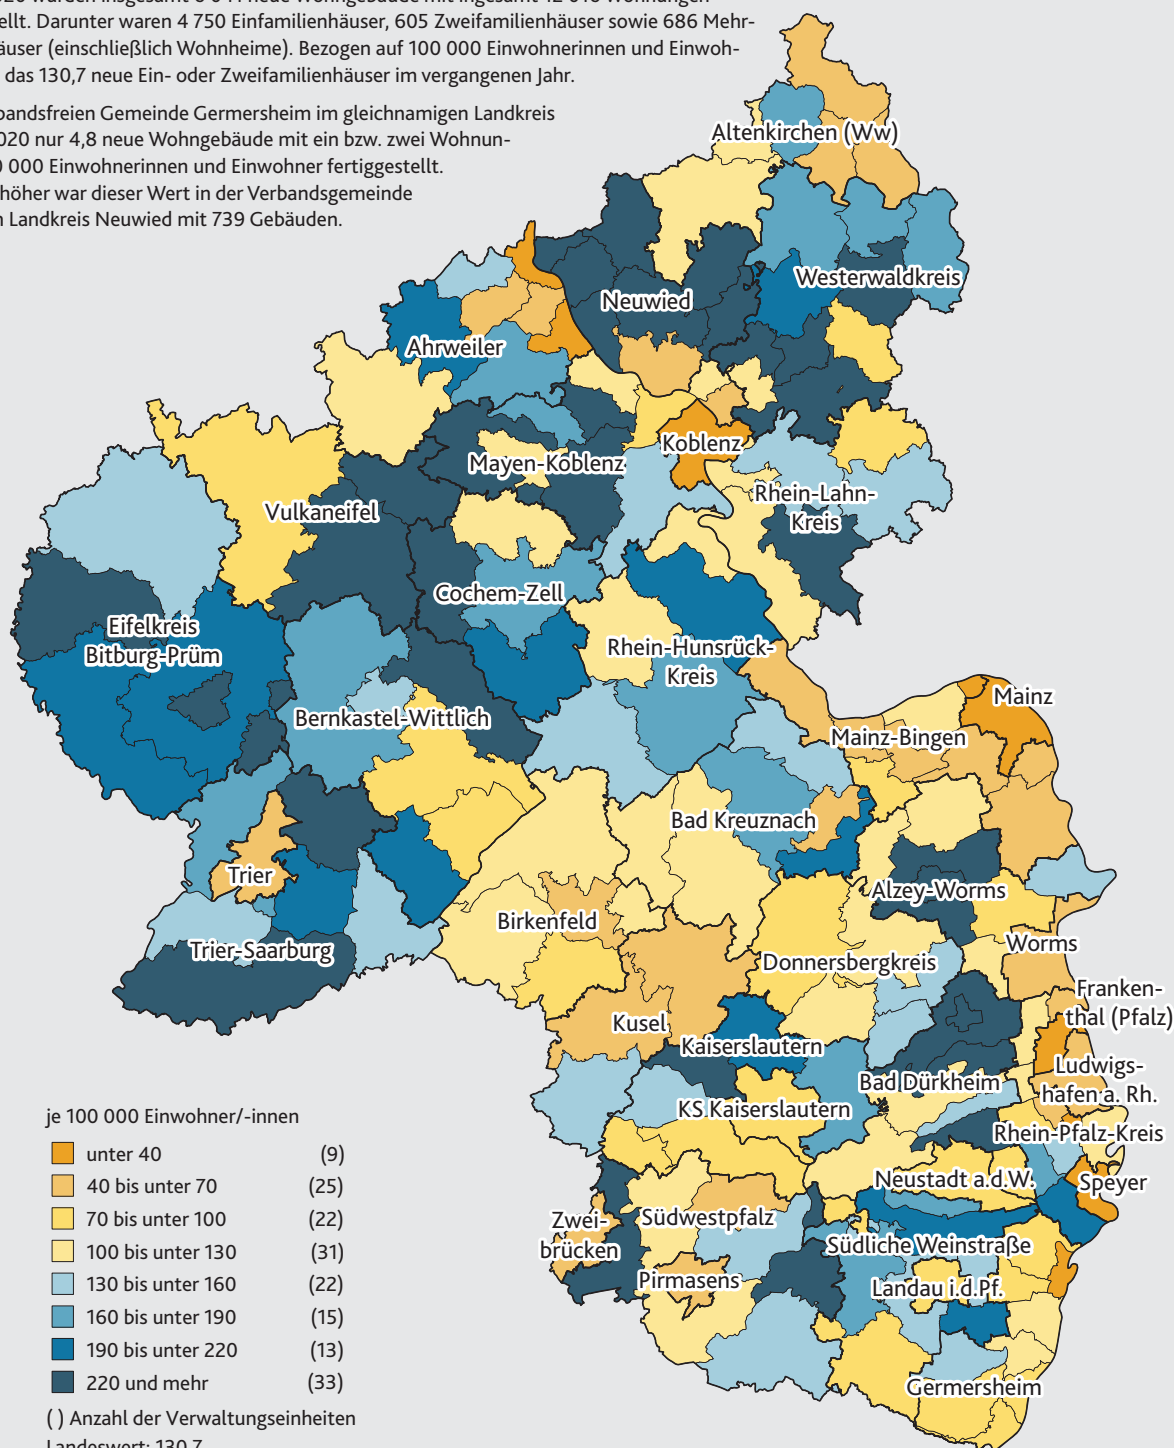 ellt. Darunter waren 4 750 Einfamilienhäuser, 605 Zweifamilienhäuser sowie 686 Mehr-
äuser (einschließlich Wohnheime). Bezogen auf 100 000 Einwohnerinnen und Einwoh-
das 130,7 neue Ein- oder Zweifamilienhäuser im vergangenen Jahr.
bandsfreien Gemeinde Germersheim im gleichnamigen Landkreis
020 nur 4,8 neue Wohngebäude mit ein bzw. zwei Wohnun-
0 000 Einwohnerinnen und Einwohner fertiggestellt.
höher war dieser Wert in der Verbandsgemeinde
n Landkreis Neuwied mit 739 Gebäuden.
Altenkirchen (Ww)
Westerwaldkreis
Neuwied
Ahrweiler
Koblenz
Mayen-Koblenz
Rhein-Lahn-
Kreis
Vulkaneifel
Cochem-Zell
Eifelkreis
Bitburg-Prüm
Rhein-Hunsrück-
Kreis
Mainz
Bernkastel-Wittlich
Mainz-Bingen
Bad Kreuznach
Trier
Alzey-Worms
Birkenfeld
Trier-Saarburg
Worms
Donnersbergkreis
Franken-
thal (Pfalz)
Kusel
Kaiserslautern
Ludwigs-
hafen a. Rh.
Bad Dürkheim
KS Kaiserslautern
Rhein-Pfalz-Kreis
Neustadt a.d.W.
Speyer
Zwei-
brücken
Südwestpfalz
Südliche Weinstraße
Pirmasens
Landau i.d.Pf.
Germersheim
je 100 000 Einwohner/-innen
unter 40 (9)
40 bis unter 70 (25)
70 bis unter 100 (22)
100 bis unter 130 (31)
130 bis unter 160 (22)
160 bis unter 190 (15)
190 bis unter 220 (13)
220 und mehr (33)
( ) Anzahl der Verwaltungseinheiten
Landeswert: 130,7